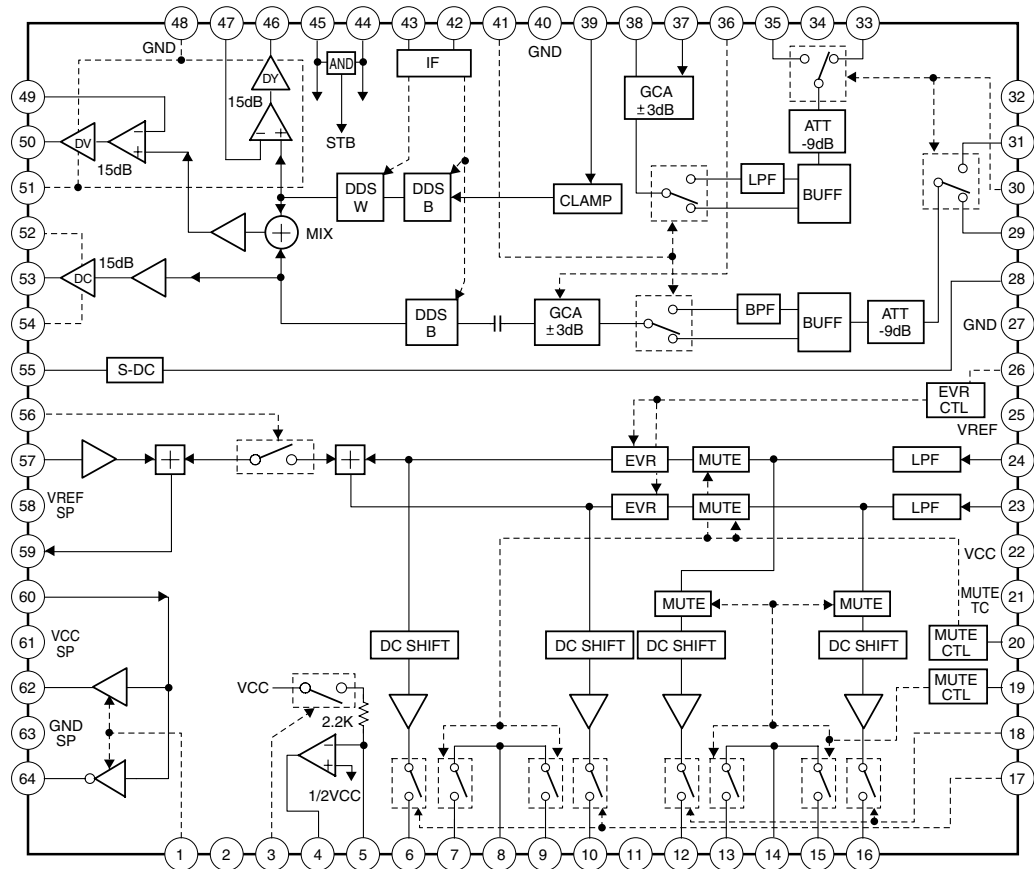 48 47 46 45 44 43 42 41 40 39 38 37 36 35 34 33
GND
AND
IF
GND
DY
15dB
STB
GCA
±3dB
ATT
-9dB
49
32
50
DV
15dB
31
51
30
DDS
W
DDS
B
CLAMP
LPF
BUFF
52
MIX
29
53
DC
15dB
28
54
DDS
B
GCA
±3dB
BPF
BUFF
ATT
-9dB
GND
27
55
S-DC
26
EVR
CTL
56
25
VREF
57
EVR
MUTE
LPF
24
58
VREF
SP
EVR
MUTE
LPF
23
59
22
VCC
60
MUTE
MUTE
MUTE
TC
21
61
VCC
SP
DC SHIFT
DC SHIFT
DC SHIFT
DC SHIFT
MUTE
CTL
20
62
VCC
MUTE
CTL
19
63
GND
SP
2.2K
18
64
1/2VCC
17
1 2 3 4 5 6 7 8 9 10 11 12 13 14 15 16